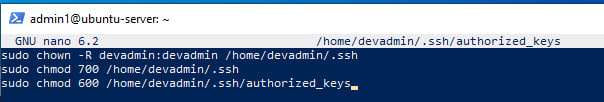 admin1@ubuntu-server: ~
GNU nano 6.2 /home/devadmin/.ssh/authorized_keys
sudo chown -R devadmin:devadmin /home/devadmin/.ssh
sudo chmod 700 /home/devadmin/.ssh
sudo chmod 600 /home/devadmin/.ssh/authorized_keys